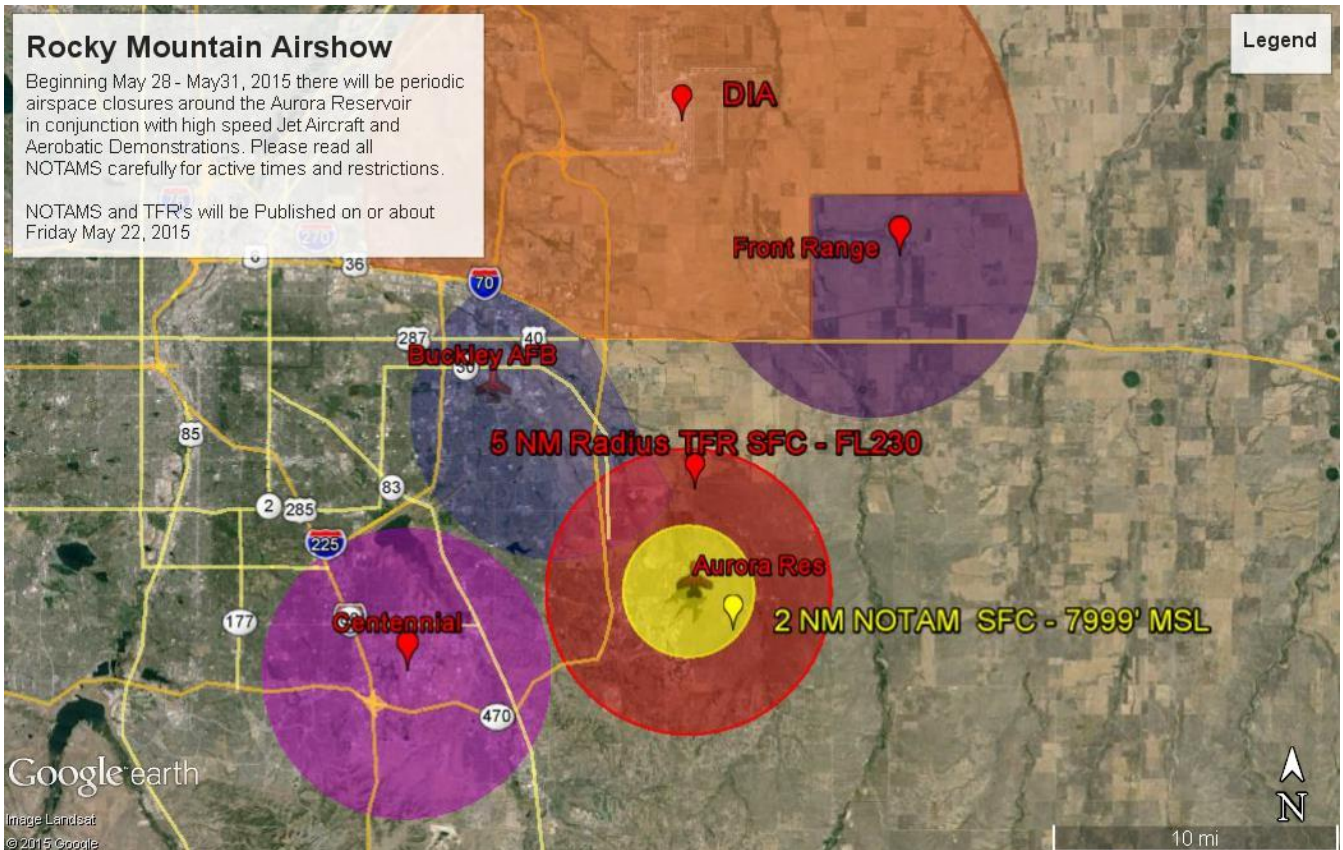 Rocky Mountain Airshow
Beginning May 28 - May31, 2015 there will be periodic
airspace closures around the Aurora Reservoir
in conjunction with high speed Jet Aircraft and
Aerobatic Demonstrations. Please read all
NOTAMS carefully for active times and restrictions.
NOTAMS and TFR's will be Published on or about
Friday May 22, 2015
Legend
DIA
Front Range
270
6
36
70
287
40
Buckley AFB
30
85
5 NM Radius TFR SFC - FL230
83
2
285
225
Aurora Res
177
Centennial
2 NM NOTAM SFC - 7999' MSL
470
Google earth
N
Image Landsat
© 2015 Google
10 mi